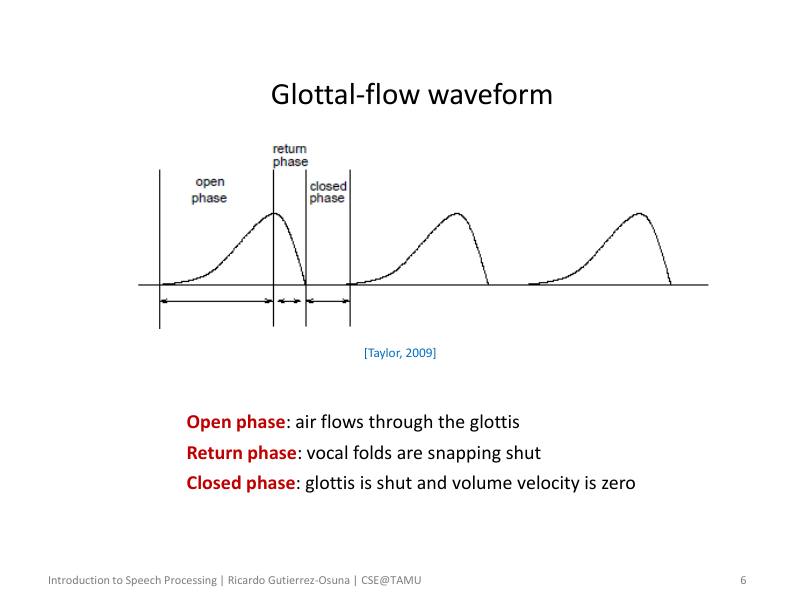 Glottal-flow waveform
return
phase
open
phase
closed
phase
[Taylor, 2009]
Open phase: air flows through the glottis
Return phase: vocal folds are snapping shut
Closed phase: glottis is shut and volume velocity is zero
Introduction to Speech Processing | Ricardo Gutierrez-Osuna | CSE@TAMU
6